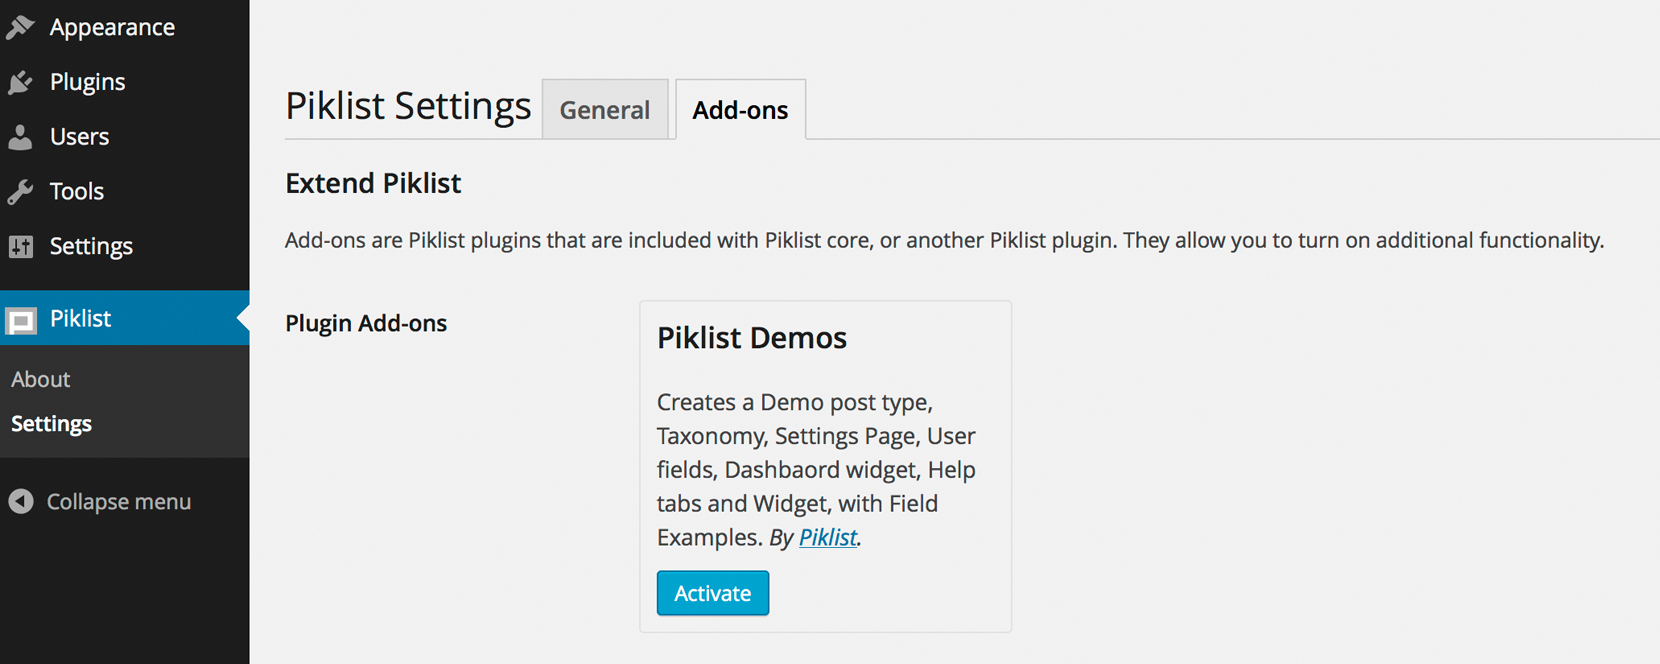 Appearance
Plugins
Users
Tools
Settings
Piklist
About
Settings
Collapse menu
Piklist Settings
General
Add-ons
Extend Piklist
Add-ons are Piklist plugins that are included with Piklist core, or another Piklist plugin. They allow you to turn on additional functionality.
Plugin Add-ons
Piklist Demos
Creates a Demo post type,
Taxonomy, Settings Page, User
fields, Dashbaord widget, Help
tabs and Widget, with Field
Examples. By Piklist.
Activate